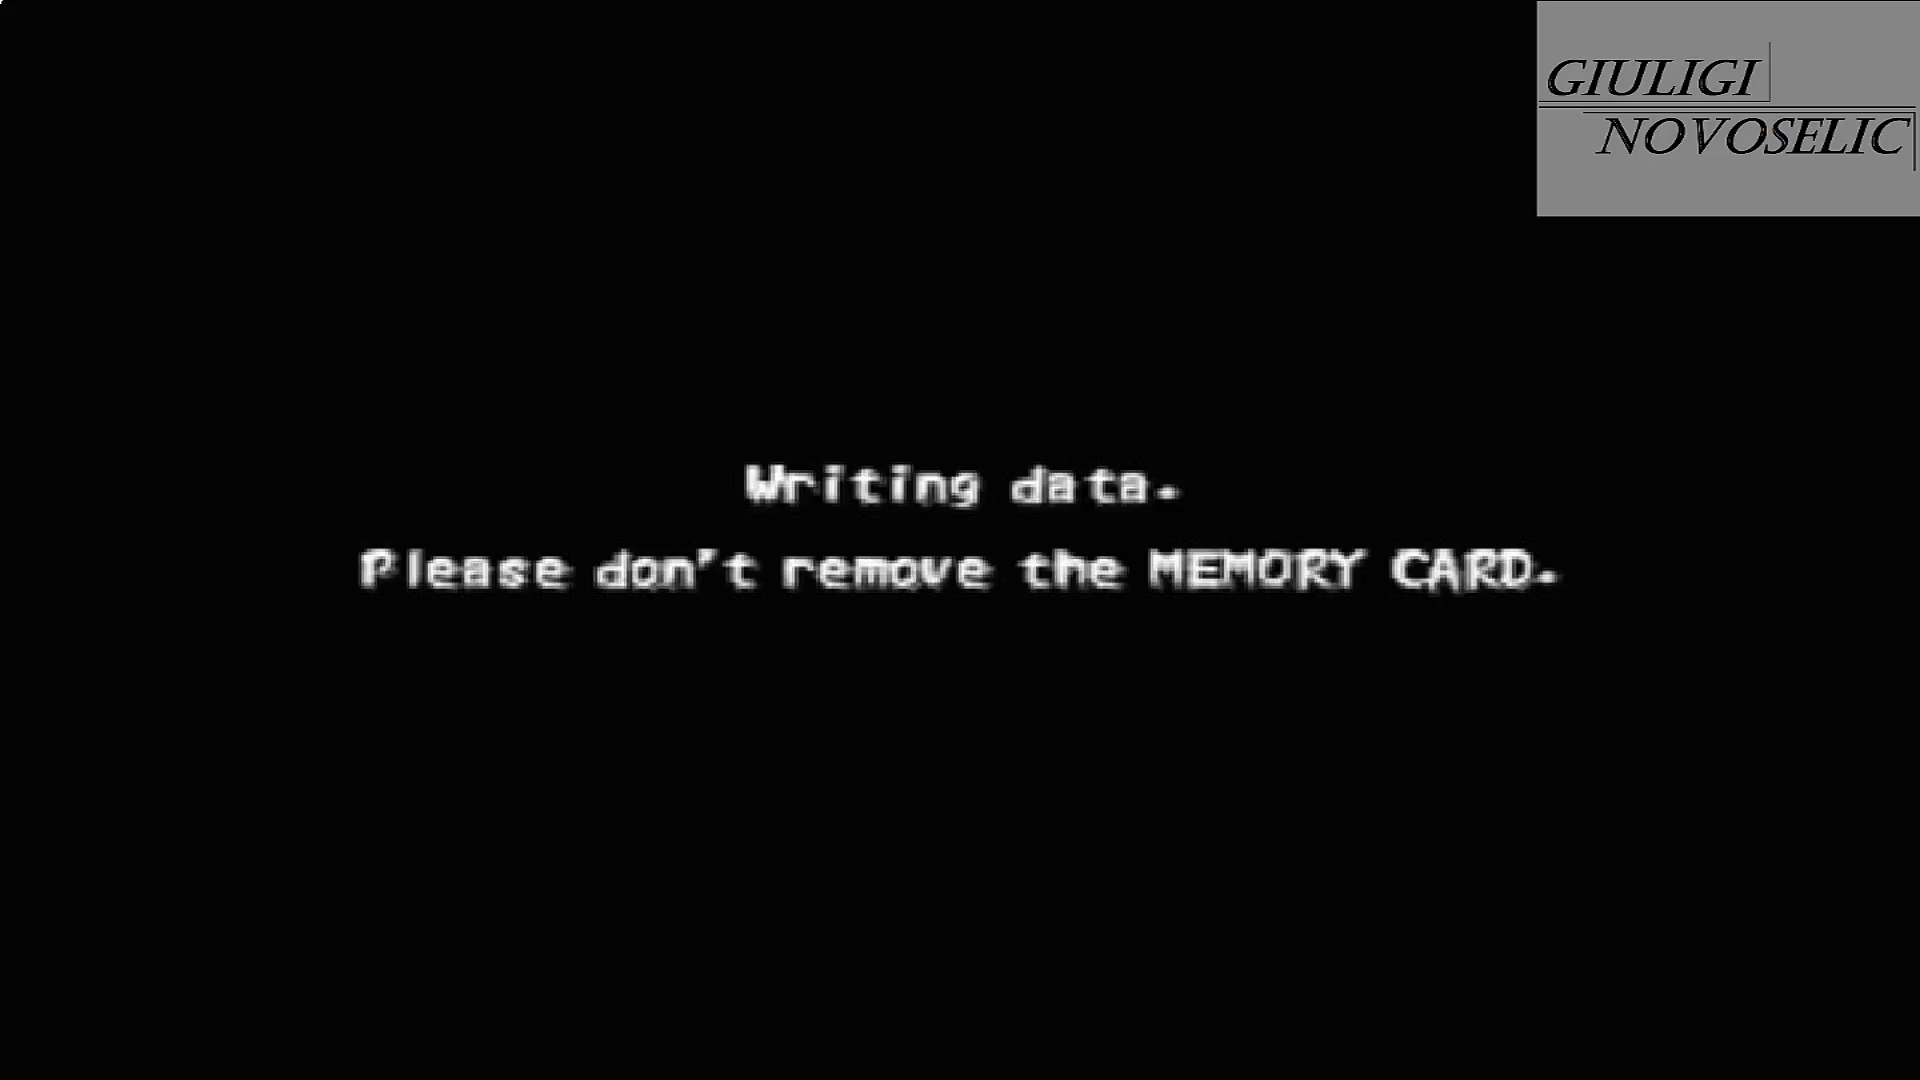 GIULIGI
NOVOSELIC
Writing data.
Please don't remove the MEMORY CARD.